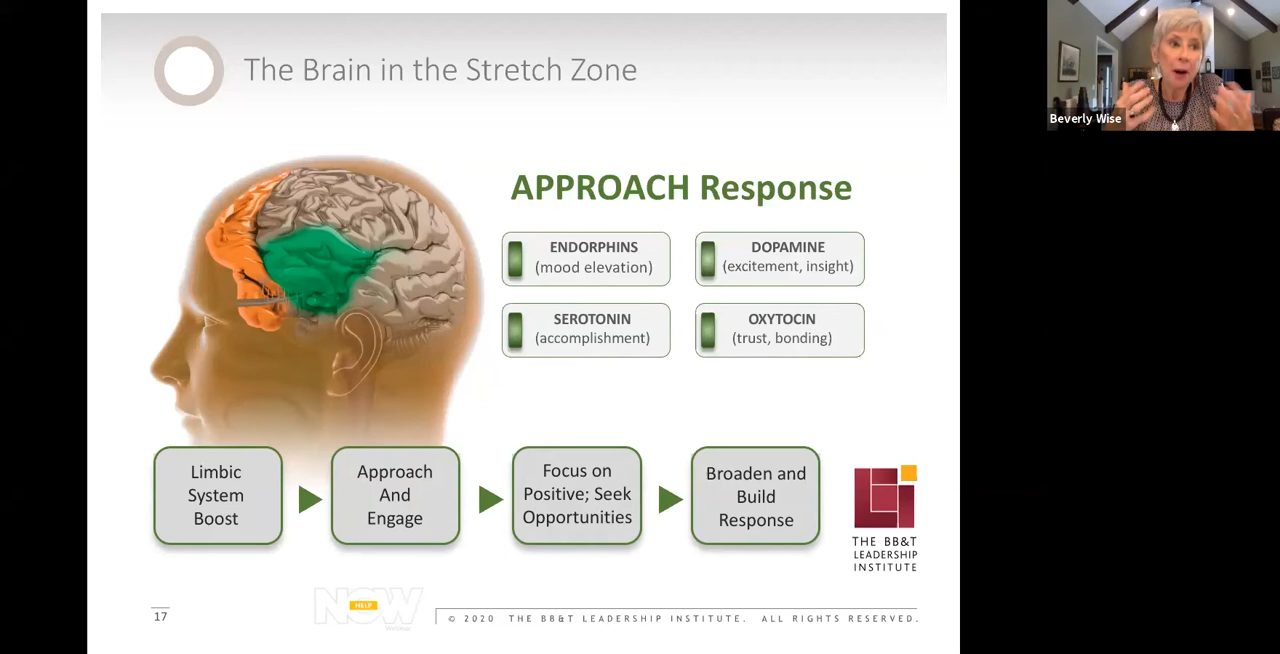 The Brain in the Stretch Zone
Beverly Wise
APPROACH Response
ENDORPHINS
(mood elevation)
DOPAMINE
(excitement, insight)
SEROTONIN
(accomplishment)
OXYTOCIN
(trust, bonding)
Limbic
System
Boost
Approach
And
Engage
Focus on
Positive; Seek
Opportunities
Broaden and
Build
Response
THE BB&T
LEADERSHIP
INSTITUTE
17
NOW
HELP
© 2020 THE BB&T LEADERSHIP INSTITUTE. ALL RIGHTS RESERVED.